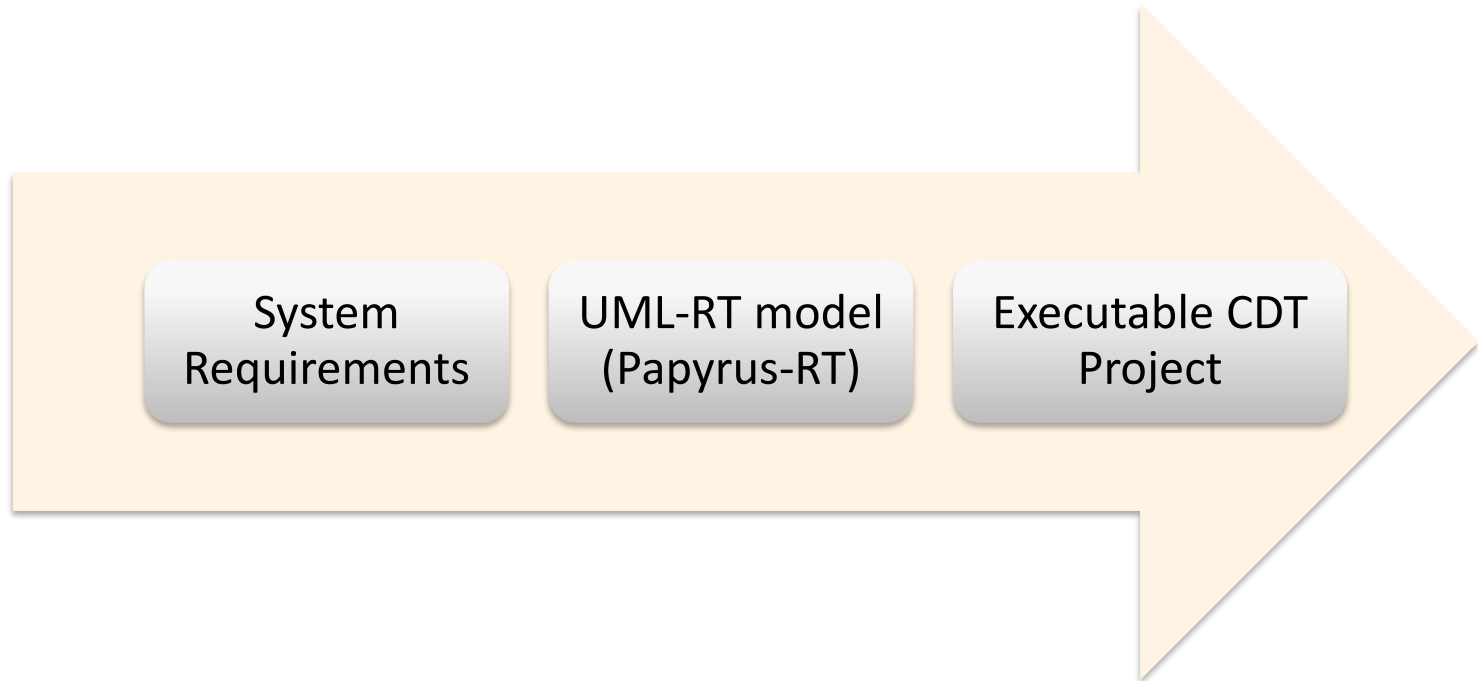 System
Requirements
UML-RT model
(Papyrus-RT)
Executable CDT
Project